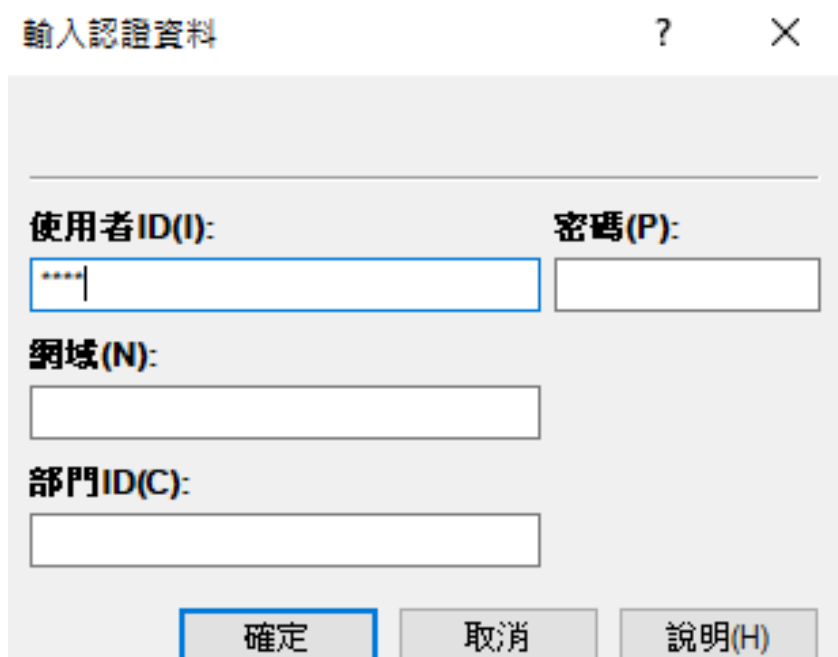 輸入認證資料
使用者ID(I): 密碼(P):
****
網域(N):
部門ID(C):
確定 取消 說明(H)